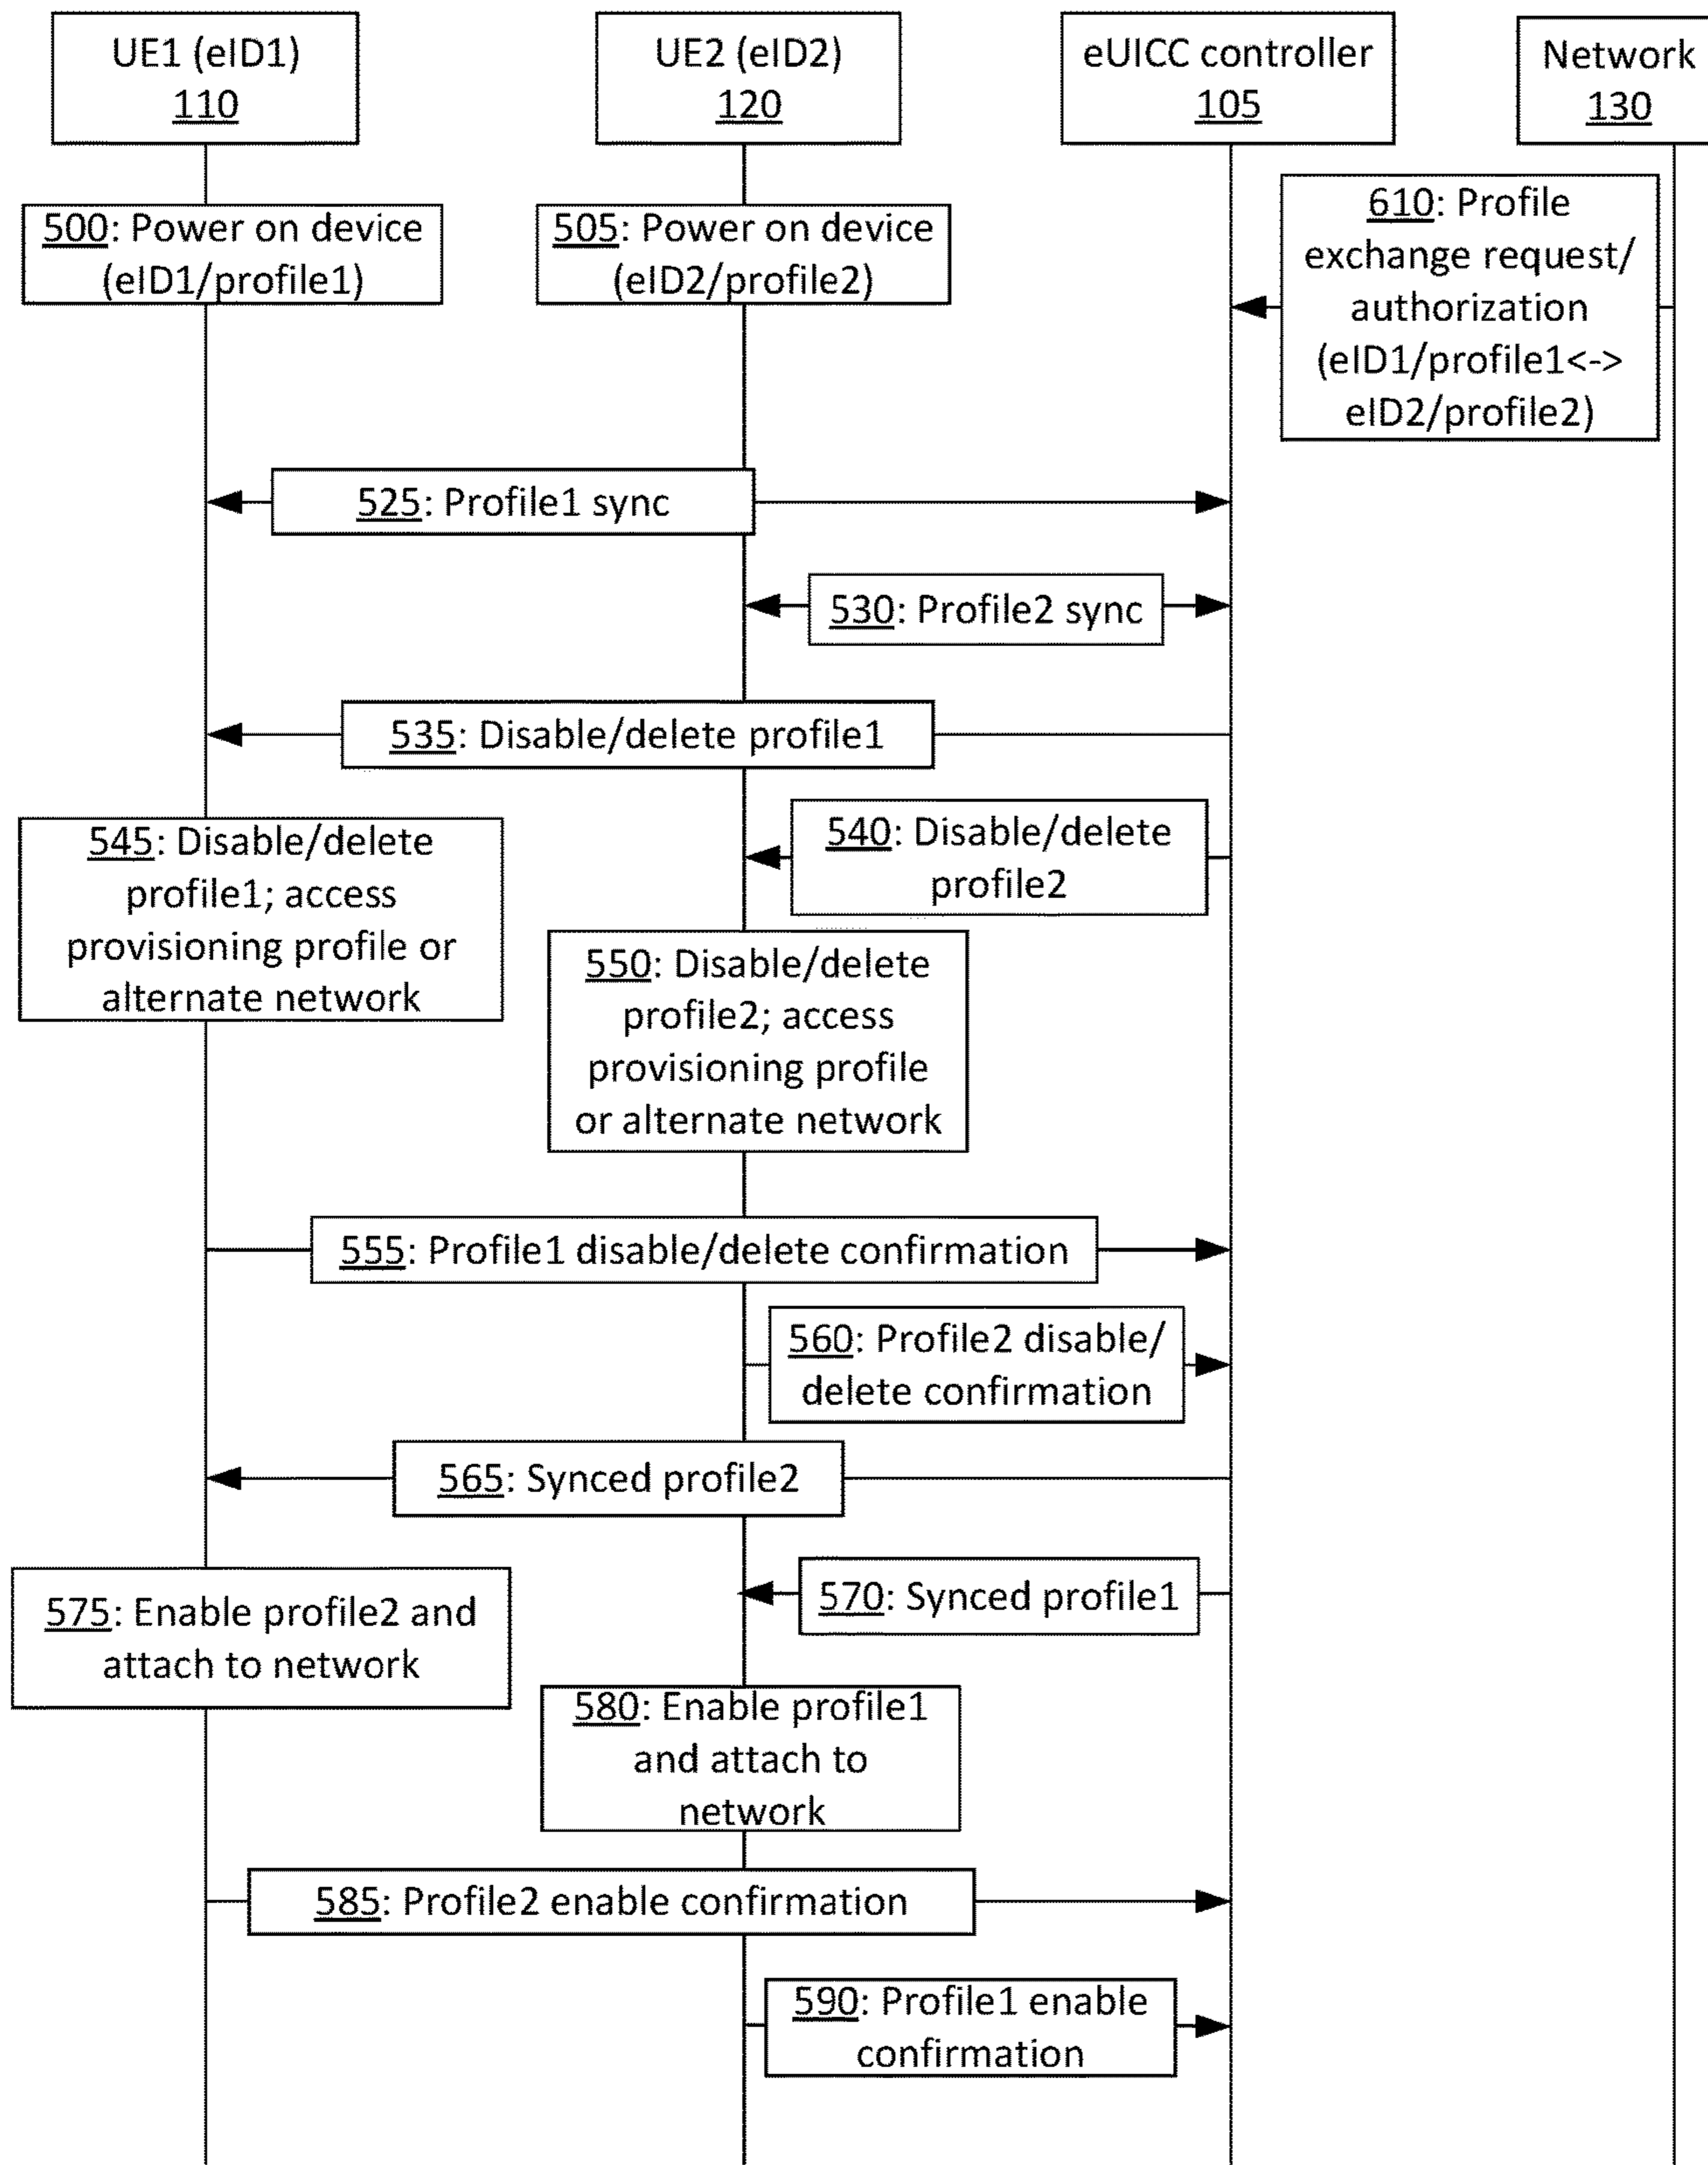 UE1 (eID1)
110
UE2 (eID2)
120
eUICC controller
105
Network
130
500: Power on device
(eID1/profile1)
505: Power on device
(eID2/profile2)
610: Profile
exchange request/
authorization
(eID1/profile1<->
eID2/profile2)
525: Profile1 sync
530: Profile2 sync
535: Disable/delete profile1
540: Disable/delete
profile2
545: Disable/delete
profile1; access
provisioning profile or
alternate network
550: Disable/delete
profile2; access
provisioning profile
or alternate network
555: Profile1 disable/delete confirmation
560: Profile2 disable/
delete confirmation
565: Synced profile2
570: Synced profile1
575: Enable profile2 and
attach to network
580: Enable profile1
and attach to
network
585: Profile2 enable confirmation
590: Profile1 enable
confirmation